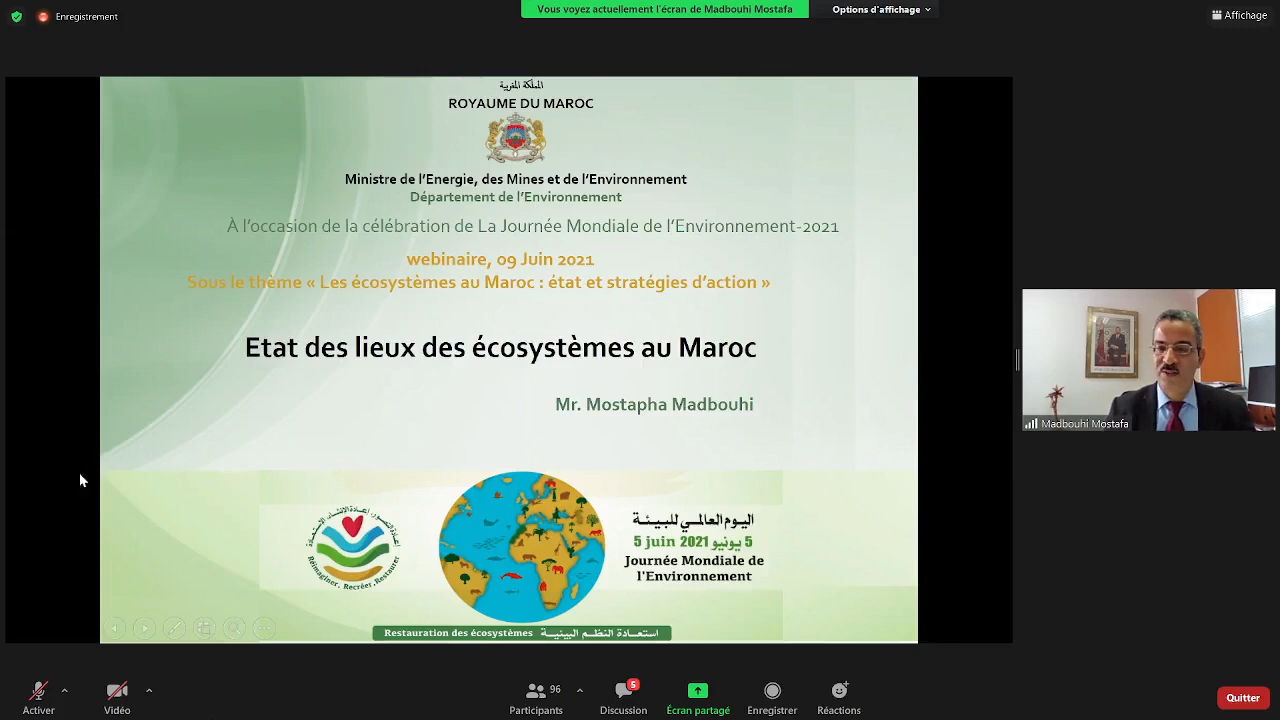 Enregistrement
Vous voyez actuellement l'écran de Madbouhi Mostafa
Options d'affichage
Affichage
المملكة المغربية
ROYAUME DU MAROC
Ministre de l'Energie, des Mines et de l'Environnement
Département de l'Environnement
À l'occasion de la célébration de La Journée Mondiale de l'Environnement-2021
webinaire, 09 Juin 2021
Sous le thème « Les écosystèmes au Maroc : état et stratégies d'action »
Etat des lieux des écosystèmes au Maroc
Mr. Mostapha Madbouhi
Madbouhi Mostafa
Réimaginer, Recréer, Restaurer
اليوم العالمي للبيئة
5 juin 2021 يونيو 5
Journée Mondiale de
l'Environnement
Restauration des écosystèmes استعادة النظم البيئية
Activer
Vidéo
96
Participants
5
Discussion
Écran partagé
Enregistrer
Réactions
Quitter